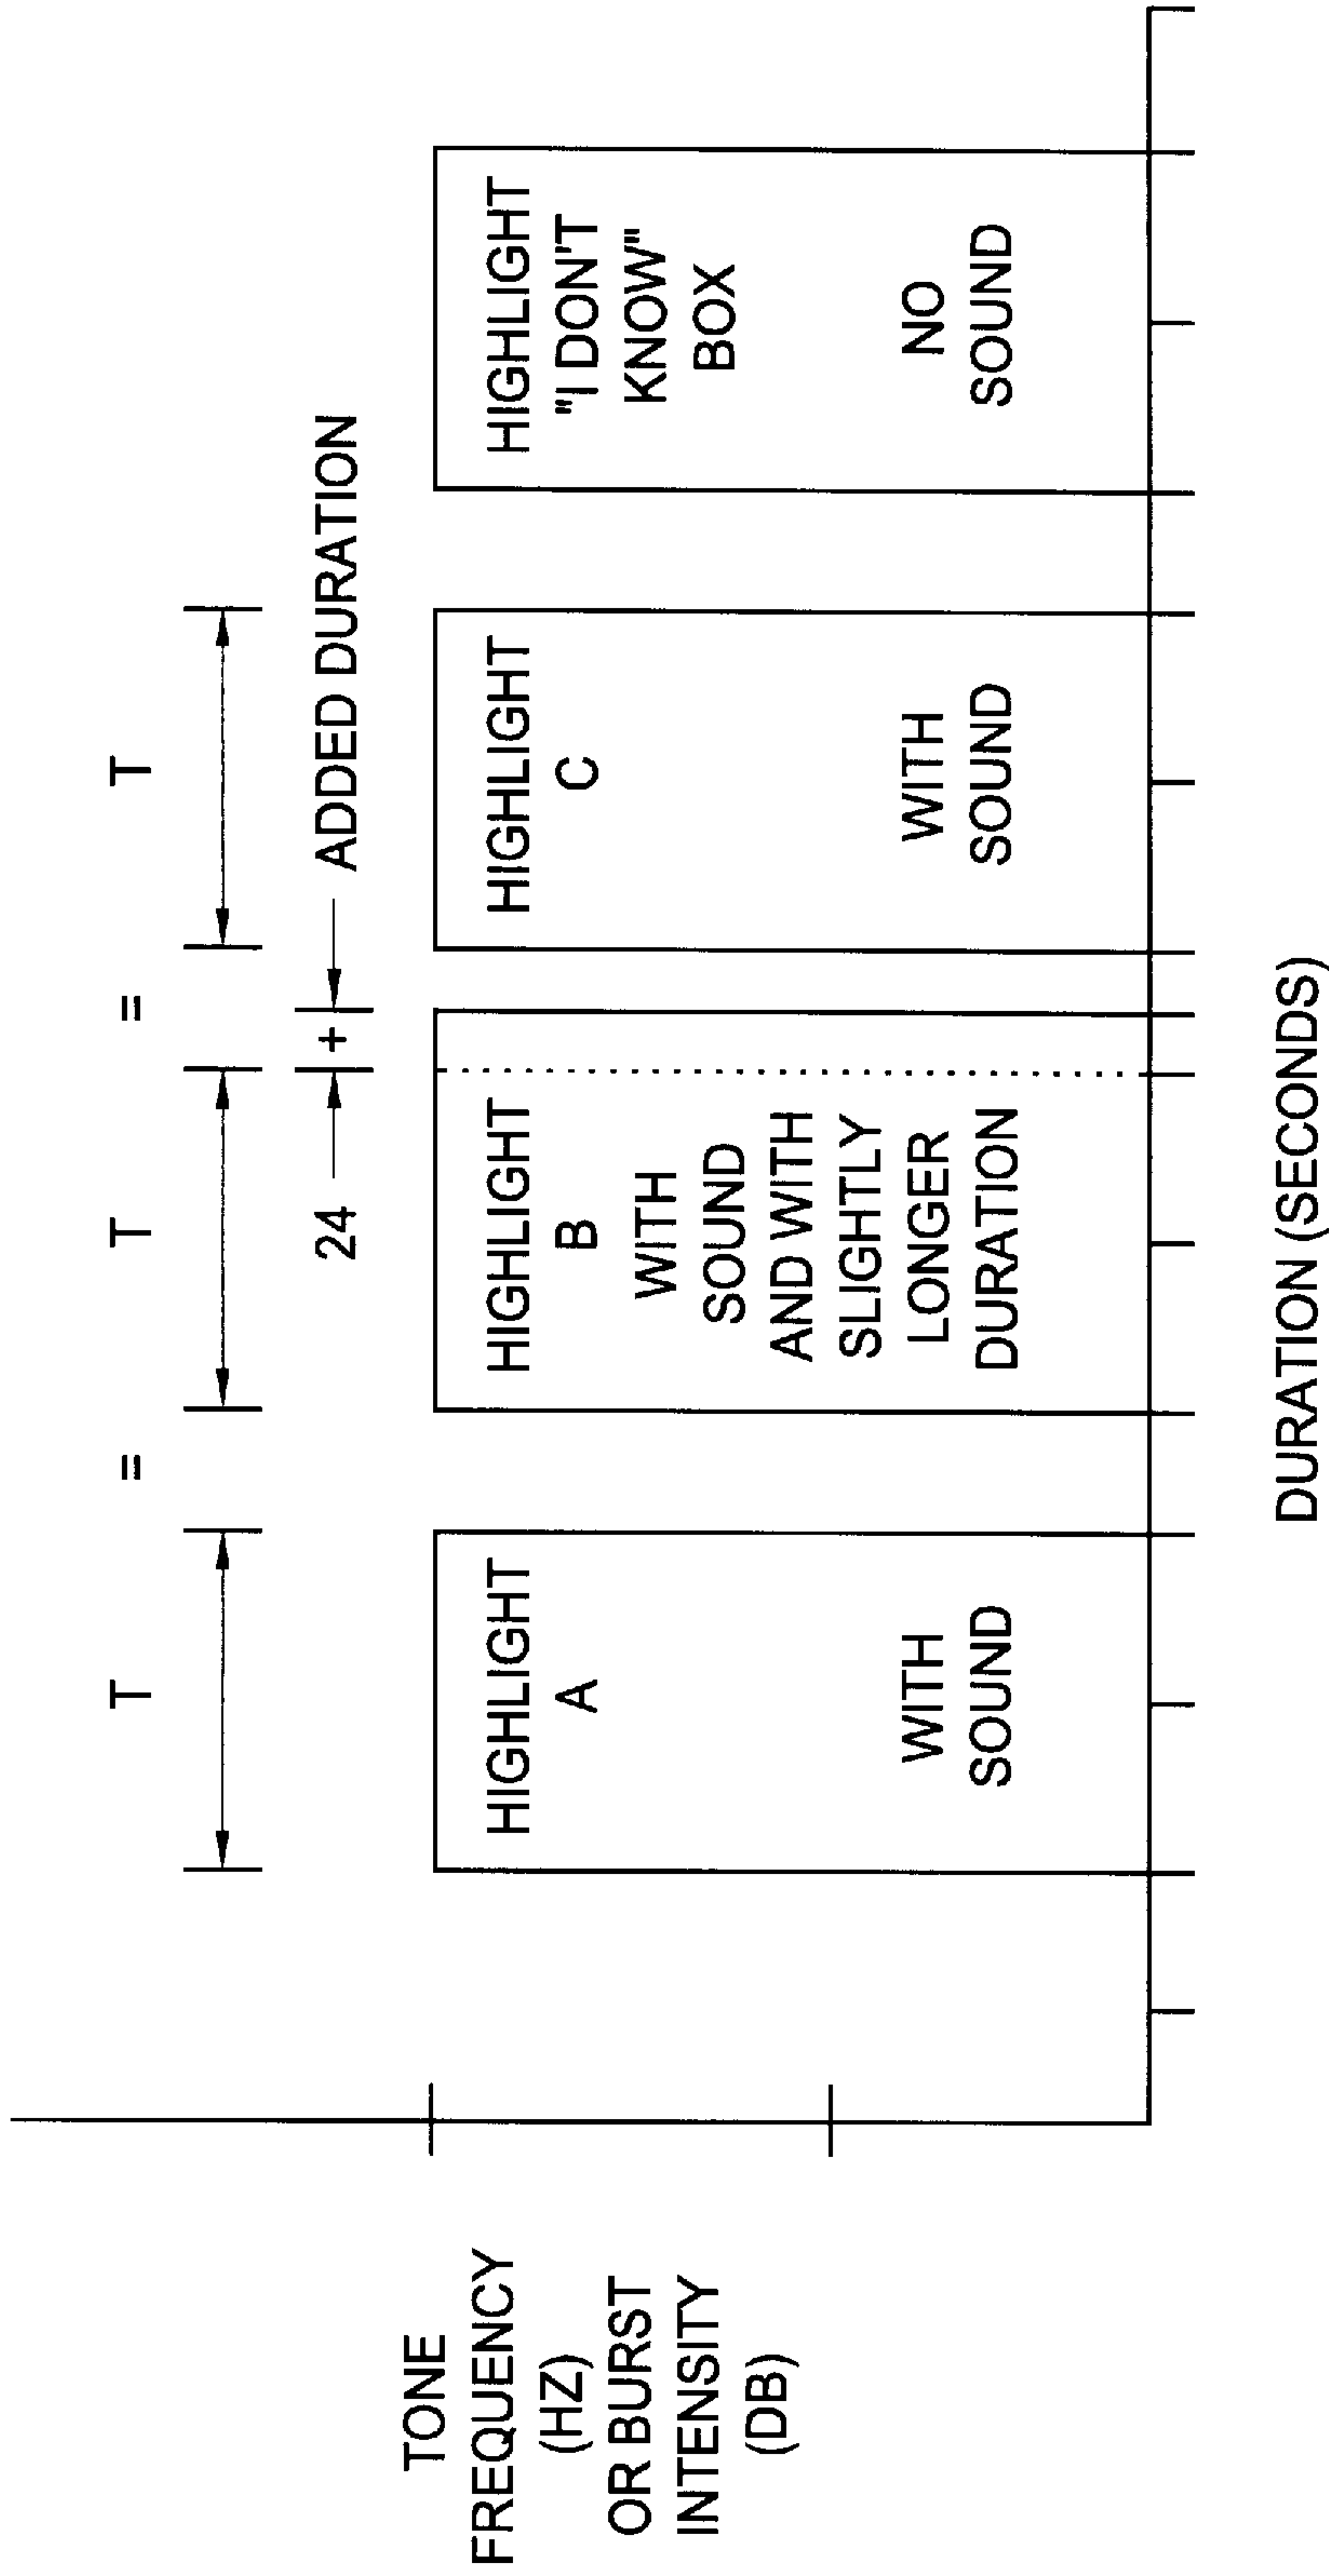 T = T = T
24 + ADDED DURATION
TONE
FREQUENCY
(HZ)
OR BURST
INTENSITY
(DB)
HIGHLIGHT
A
WITH
SOUND
HIGHLIGHT
B
WITH
SOUND
AND WITH
SLIGHTLY
LONGER
DURATION
HIGHLIGHT
C
WITH
SOUND
HIGHLIGHT
"I DON'T
KNOW"
BOX
NO
SOUND
DURATION (SECONDS)